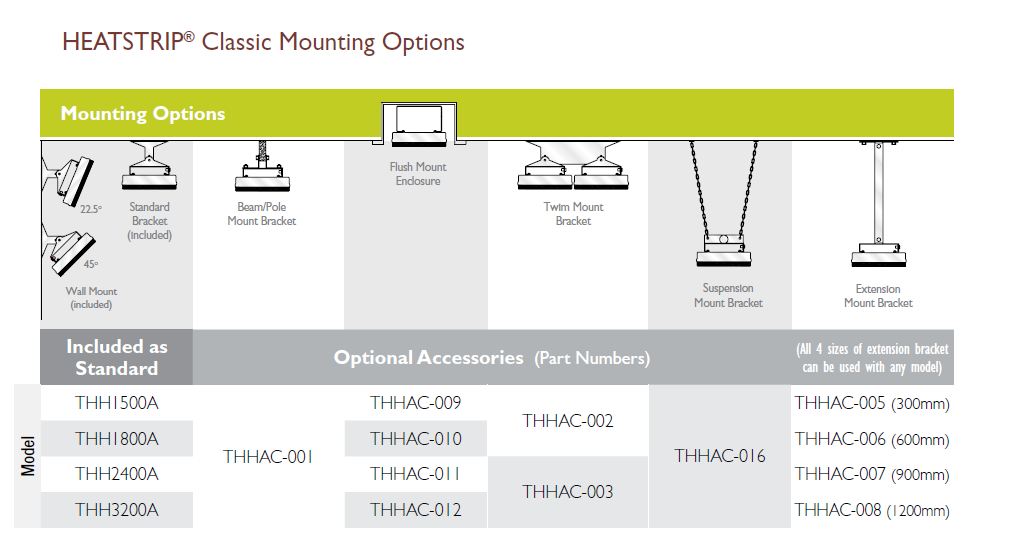 HEATSTRIP® Classic Mounting Options
Mounting Options
22.5°
45°
Wall Mount
(included)
Standard
Bracket
(included)
Beam/Pole
Mount Bracket
Flush Mount
Enclosure
Twim Mount
Bracket
Suspension
Mount Bracket
Extension
Mount Bracket
Included as
Standard
Optional Accessories (Part Numbers)
(All 4 sizes of extension bracket
can be used with any model)
Model
THH1500A
THH1800A
THH2400A
THH3200A
THHAC-001
THHAC-009
THHAC-010
THHAC-011
THHAC-012
THHAC-002
THHAC-003
THHAC-016
THHAC-005 (300mm)
THHAC-006 (600mm)
THHAC-007 (900mm)
THHAC-008 (1200mm)